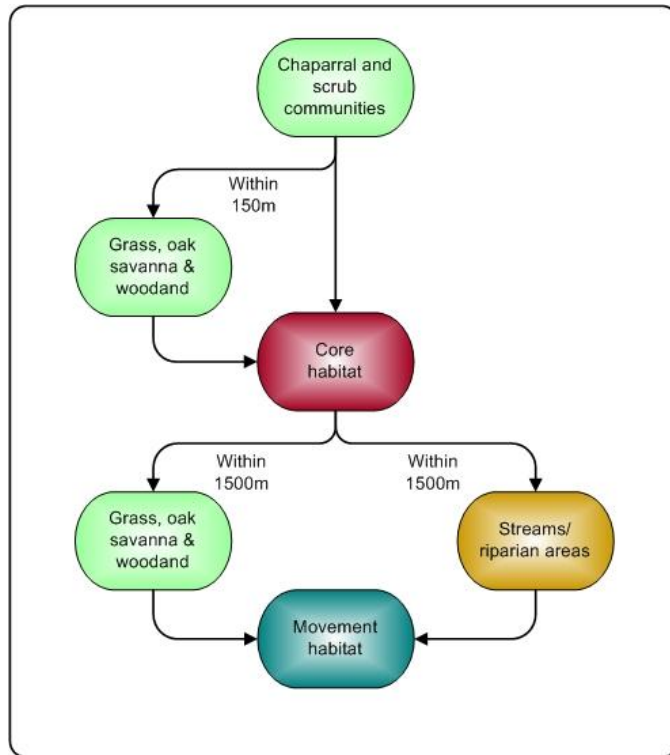 Chaparral and
scrub
communities
Within
150m
Grass, oak
savanna &
woodand
Core
habitat
Within
1500m
Within
1500m
Grass, oak
savanna &
woodand
Streams/
riparian areas
Movement
habitat